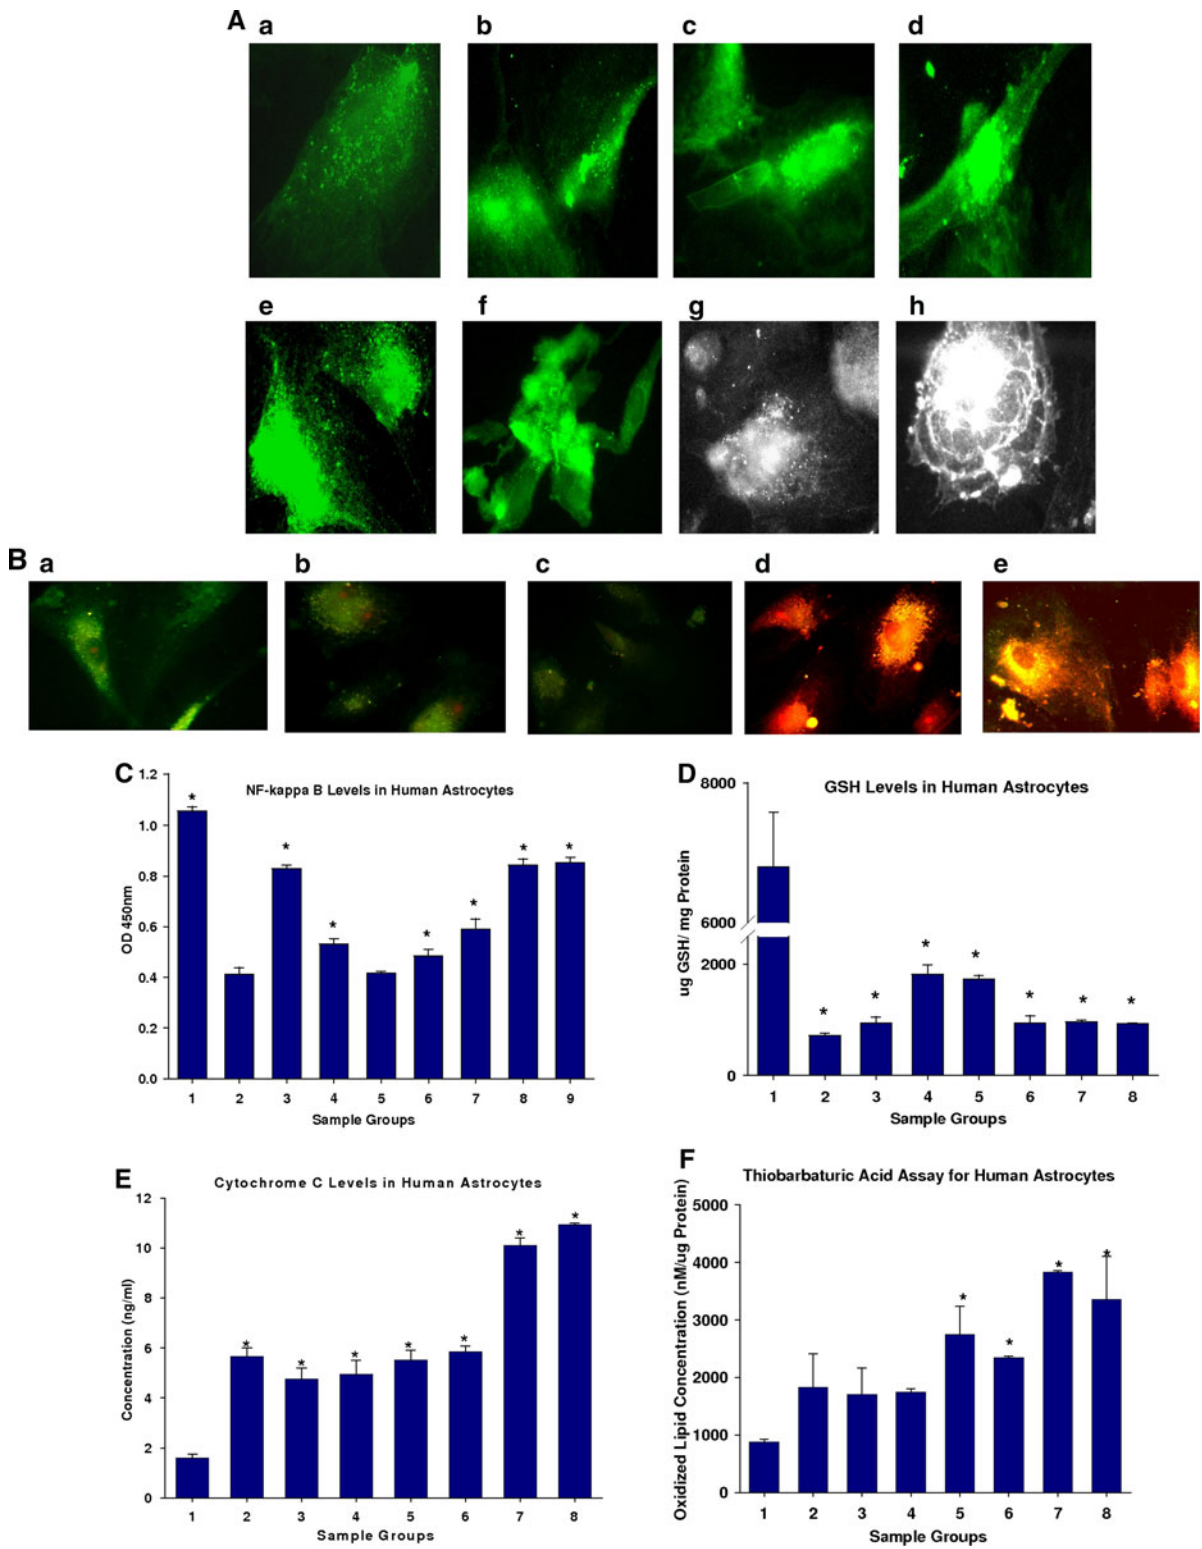 A a b c d
e f g h
B a b c d e
C
NF-kappa B Levels in Human Astrocytes
OD 450nm
1.2
1.0
0.8
0.6
0.4
0.2
0.0
* * * * * * *
1 2 3 4 5 6 7 8 9
Sample Groups
D
GSH Levels in Human Astrocytes
ug GSH/ mg Protein
8000
6000
2000
0
* * * * * * *
1 2 3 4 5 6 7 8
Sample Groups
E
Cytochrome C Levels in Human Astrocytes
Concentration (ng/ml)
12
10
8
6
4
2
0
* * * * * * *
1 2 3 4 5 6 7 8
Sample Groups
F
Thiobarbaturic Acid Assay for Human Astrocytes
Oxidized Lipid Concentration (nM/ug Protein)
5000
4000
3000
2000
1000
0
* * * *
1 2 3 4 5 6 7 8
Sample Groups